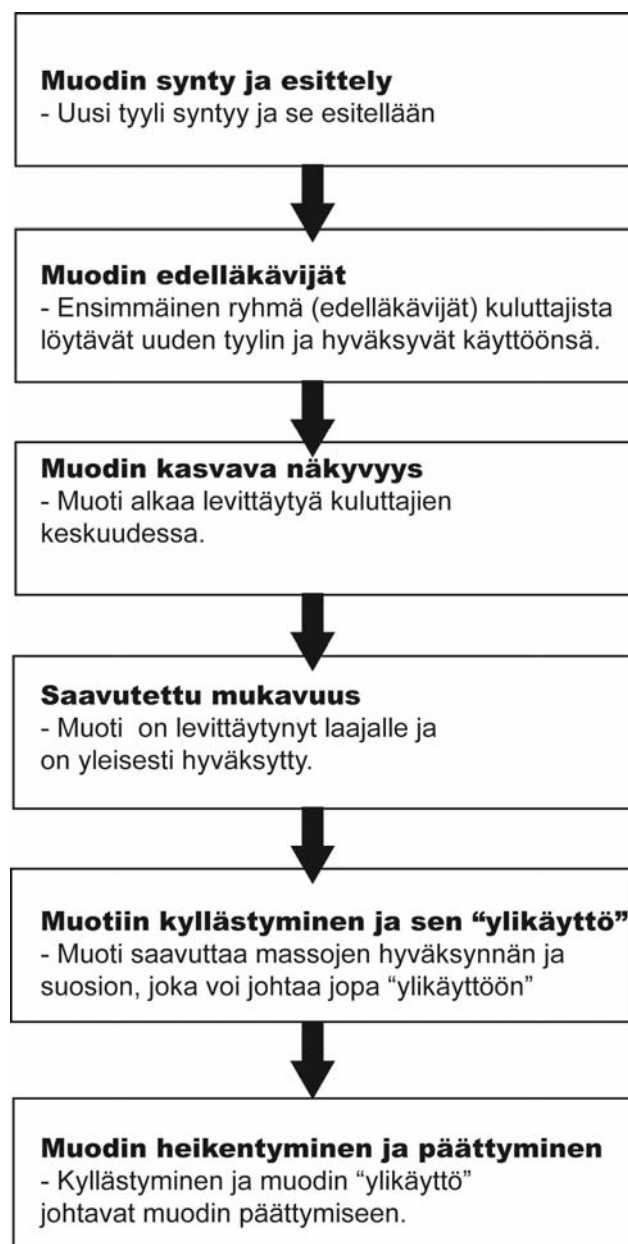 Muodin synty ja esittely
- Uusi tyyli syntyy ja se esitellään
Muodin edelläkävijät
- Ensimmäinen ryhmä (edelläkävijät) kuluttajista
löytävät uuden tyylin ja hyväksyvät käyttöönsä.
Muodin kasvava näkyvyys
- Muoti alkaa levittäytyä kuluttajien
keskuudessa.
Saavutettu mukavuus
- Muoti on levittäytynyt laajalle ja
on yleisesti hyväksytty.
Muotiin kyllästyminen ja sen “ylikäyttö”
- Muoti saavuttaa massojen hyväksynnän ja
suosion, joka voi johtaa jopa “ylikäyttöön”
Muodin heikentyminen ja päättyminen
- Kyllästyminen ja muodin “ylikäyttö”
johtavat muodin päättymiseen.